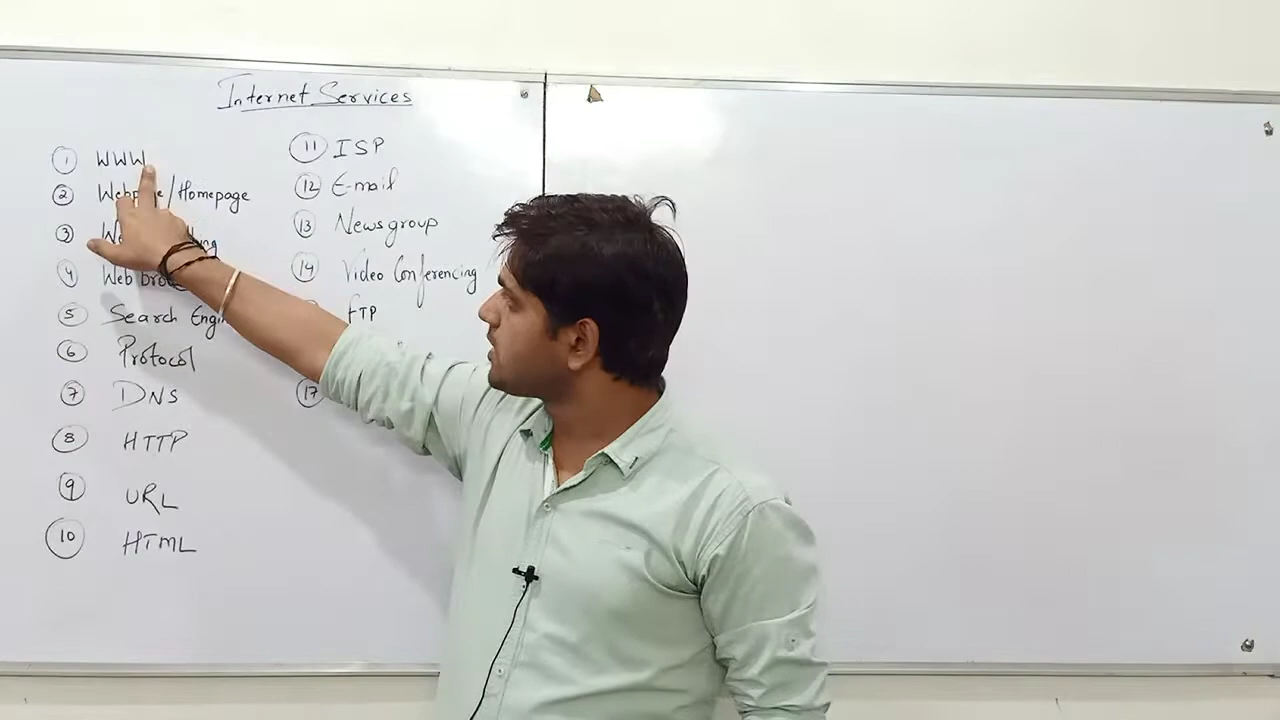 Internet Services
1 WWW
2 /Homepage
3
4 Web
5 Search
6 Protocol
7 DNS
8 HTTP
9 URL
10 HTML
11 ISP
12 E-mail
13 Newsgroup
14 Video Conferencing
FTP
17